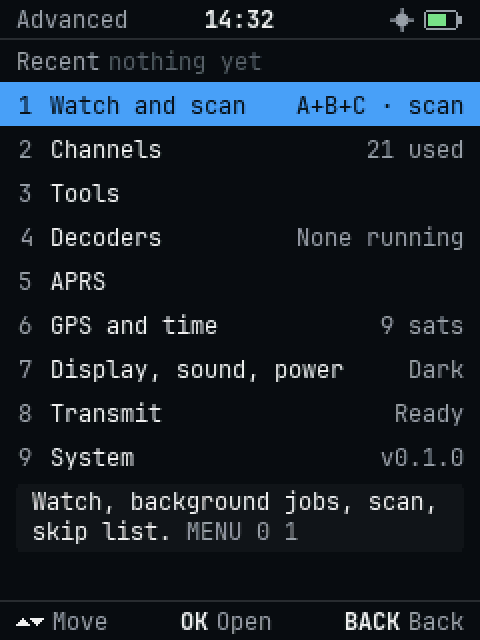 Advanced 14:32
Recent nothing yet
1 Watch and scan A+B+C · scan
2 Channels 21 used
3 Tools
4 Decoders None running
5 APRS
6 GPS and time 9 sats
7 Display, sound, power Dark
8 Transmit Ready
9 System v0.1.0
Watch, background jobs, scan,
skip list. MENU 0 1
Move OK Open BACK Back